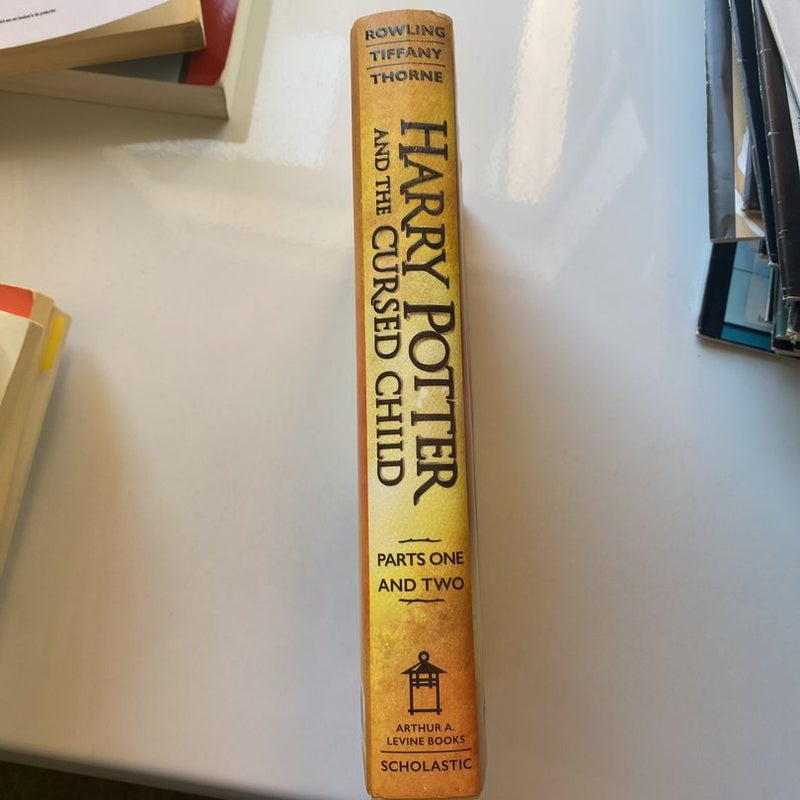 ROWLING
TIFFANY
THORNE
HARRY POTTER
AND THE CURSED CHILD
PARTS ONE
AND TWO
ARTHUR A.
LEVINE BOOKS
SCHOLASTIC